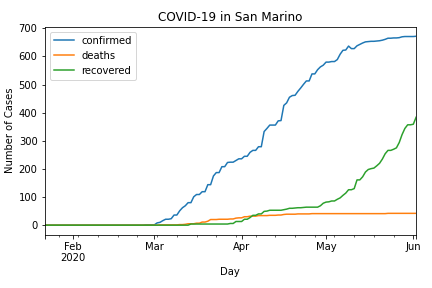 COVID-19 in San Marino
700
600
500
400
300
200
100
0
Number of Cases
confirmed
deaths
recovered
Feb Mar Apr May Jun
2020
Day